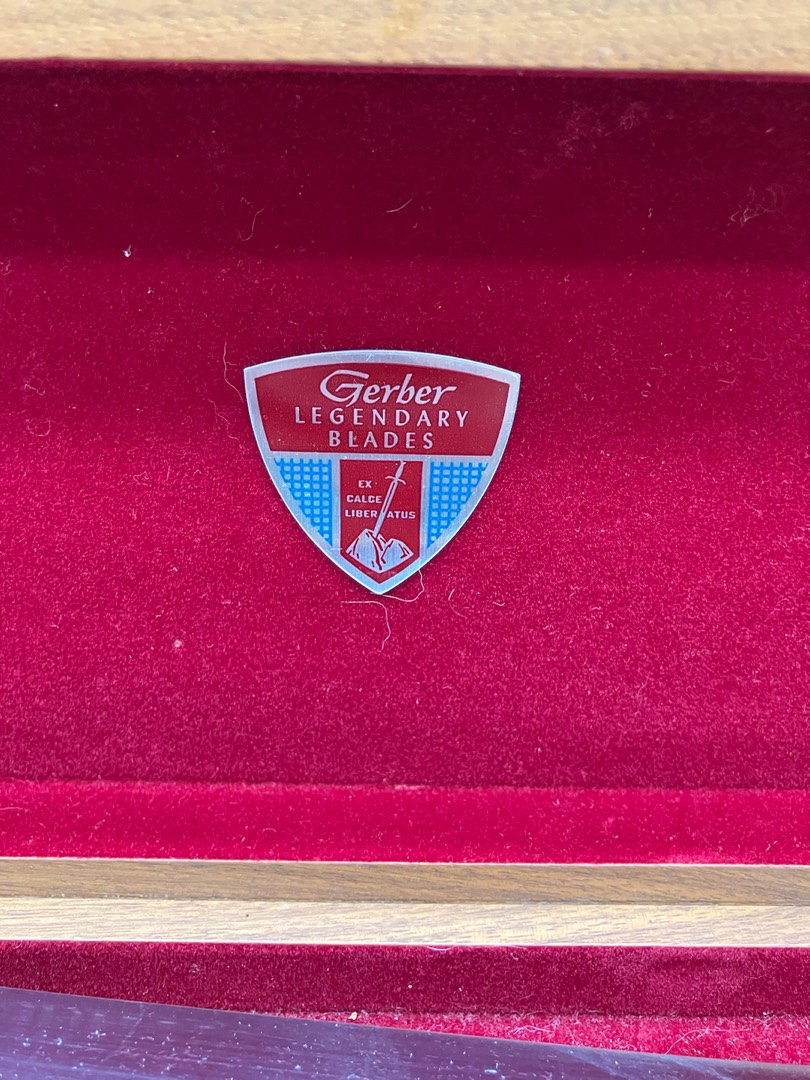 Gerber
LEGENDARY
BLADES
EX
CALCE
LIBERATUS